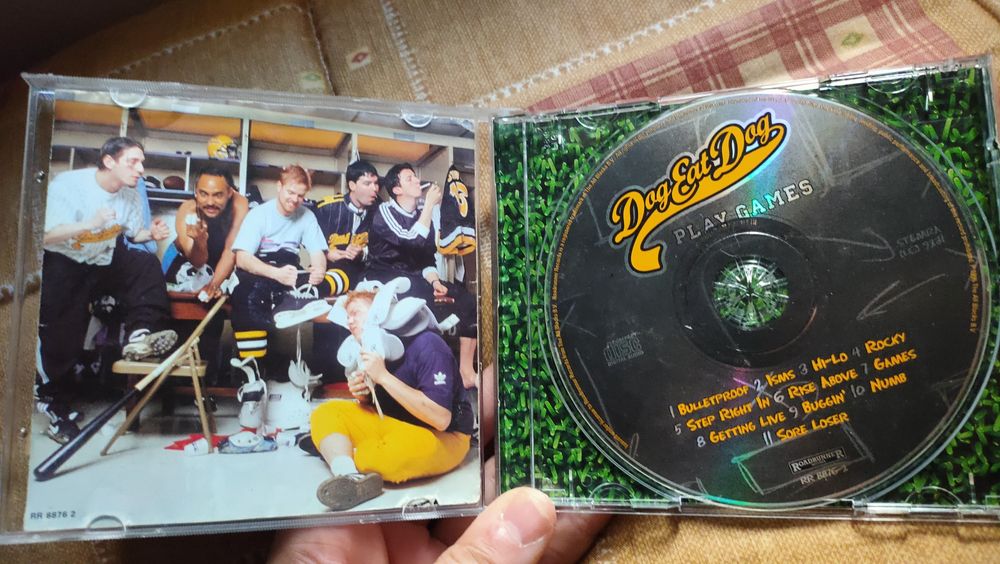 RR 8876 2
Dog Eat Dog
PLAY GAMES
STEMRA
disc
1 BULLETPROOF 2 ISMS 3 HI-LO 4 ROCKY
5 STEP RIGHT IN 6 RISE ABOVE 7 GAMES
8 GETTING LIVE 9 BUGGIN' 10 NUMB
11 SORE LOSER
ROADRUNNER
RR 8876 2